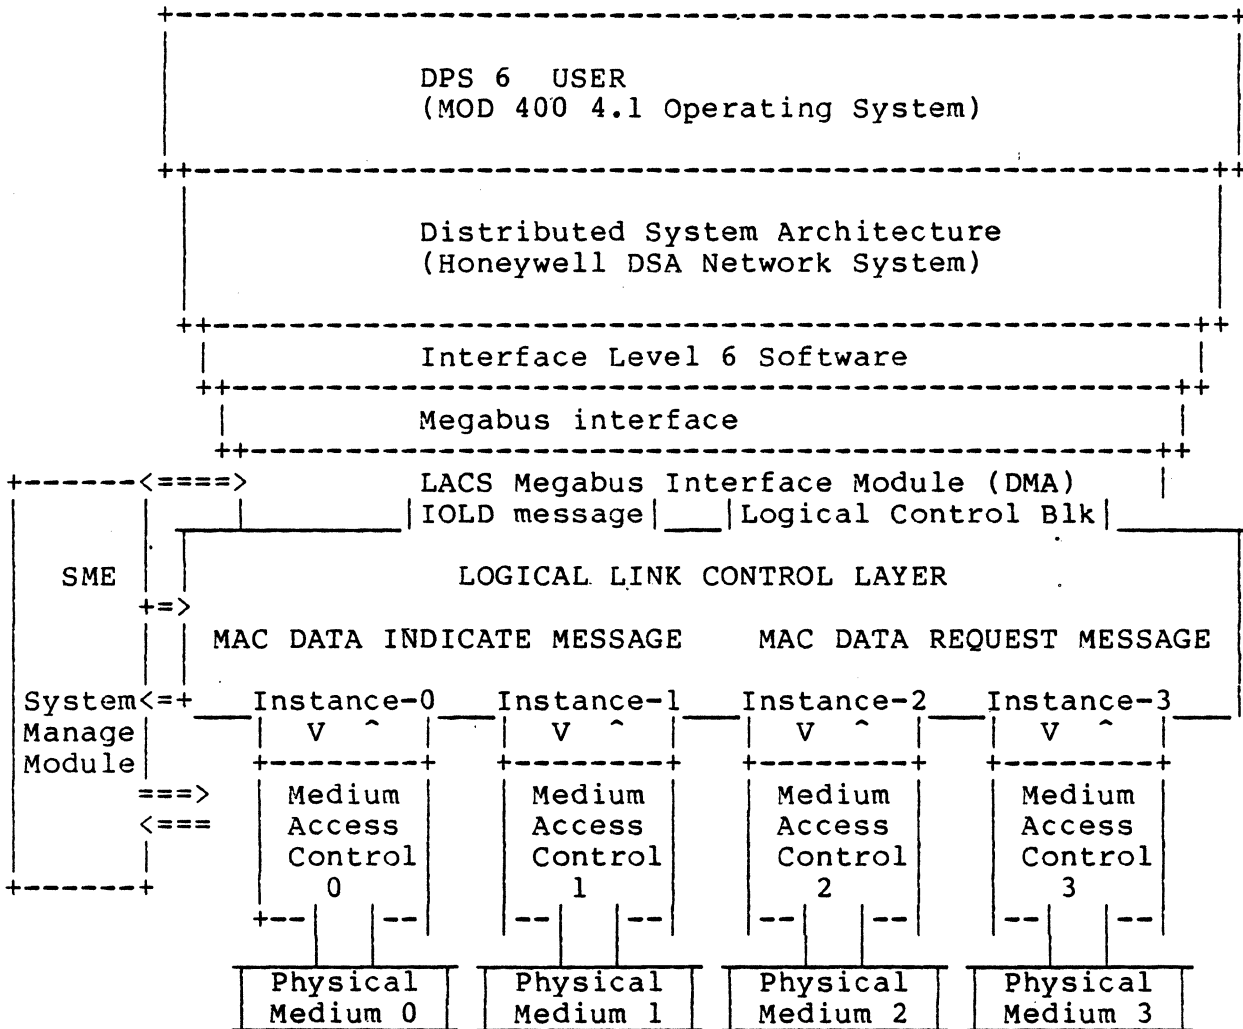 DPS 6 USER
(MOD 400 4.1 Operating System)
Distributed System Architecture
(Honeywell DSA Network System)
Interface Level 6 Software
Megabus interface
LACS Megabus Interface Module (DMA)
IOLD message Logical Control Blk
SME LOGICAL LINK CONTROL LAYER
MAC DATA INDICATE MESSAGE MAC DATA REQUEST MESSAGE
System Instance-0 Instance-1 Instance-2 Instance-3
Manage V ^ V ^ V ^ V ^
Module
Medium Medium Medium Medium
Access Access Access Access
Control Control Control Control
0 1 2 3
Physical Physical Physical Physical
Medium 0 Medium 1 Medium 2 Medium 3